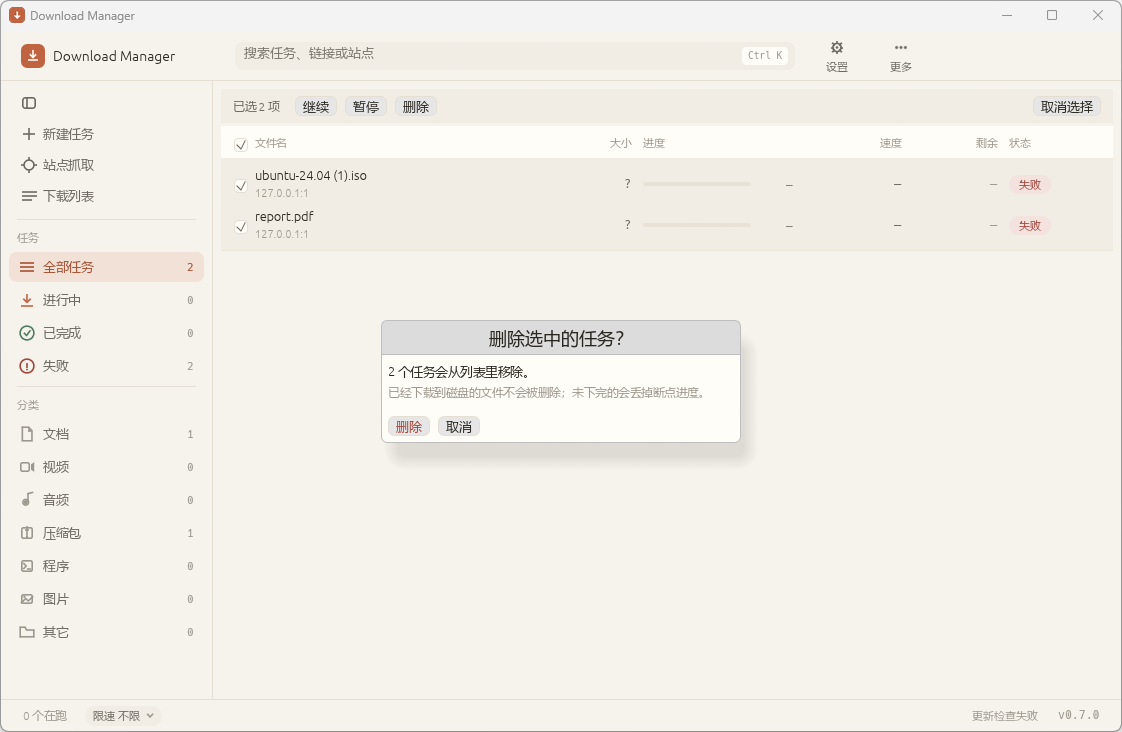 Download Manager
Download Manager
搜索任务、链接或站点
Ctrl K
设置
更多
新建任务
站点抓取
下载列表
任务
全部任务 2
进行中 0
已完成 0
失败 2
分类
文档 1
视频 0
音频 0
压缩包 1
程序 0
图片 0
其它 0
已选 2 项 继续 暂停 删除 取消选择
文件名 大小 进度 速度 剩余 状态
ubuntu-24.04 (1).iso
127.0.0.1:1
? — — — 失败
report.pdf
127.0.0.1:1
? — — — 失败
删除选中的任务?
2 个任务会从列表里移除。
已经下载到磁盘的文件不会被删除；未下完的会丢掉断点进度。
删除 取消
0 个在跑 限速 不限 更新检查失败 v0.7.0